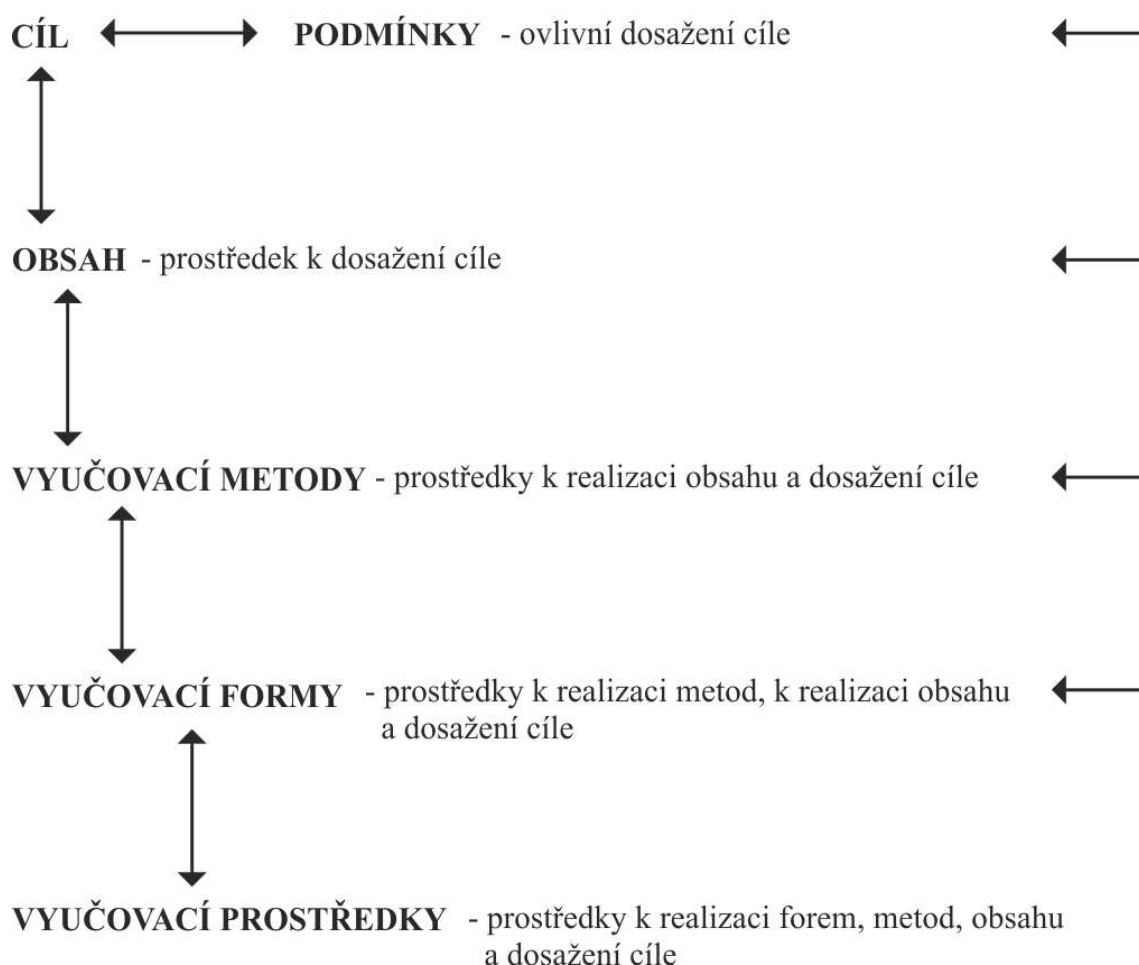 CÍL PODMÍNKY - ovlivní dosažení cíle
OBSAH - prostředek k dosažení cíle
VYUČOVACÍ METODY - prostředky k realizaci obsahu a dosažení cíle
VYUČOVACÍ FORMY - prostředky k realizaci metod, k realizaci obsahu
a dosažení cíle
VYUČOVACÍ PROSTŘEDKY - prostředky k realizaci forem, metod, obsahu
a dosažení cíle